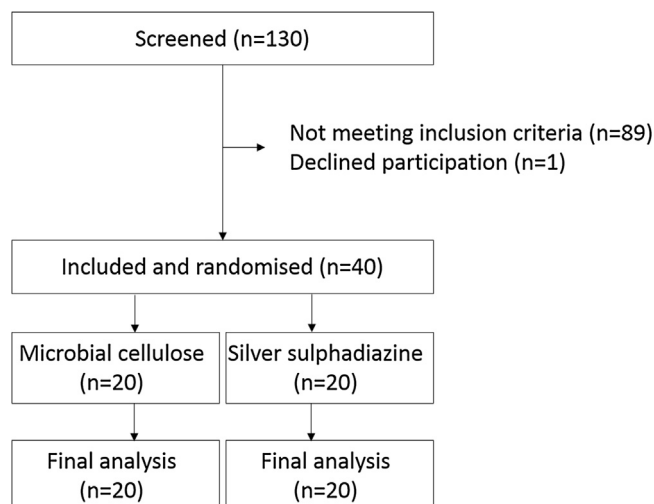 Screened (n=130)
Not meeting inclusion criteria (n=89)
Declined participation (n=1)
Included and randomised (n=40)
Microbial cellulose
(n=20)
Silver sulphadiazine
(n=20)
Final analysis
(n=20)
Final analysis
(n=20)